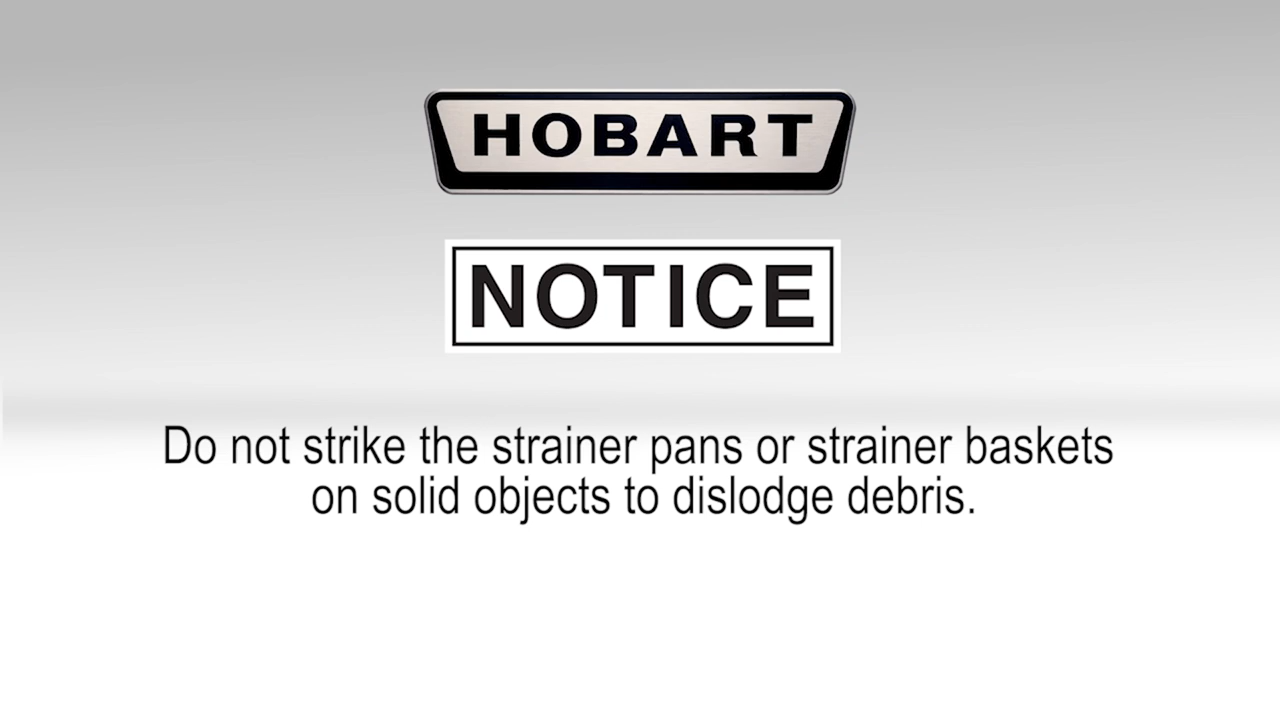 HOBART
NOTICE
Do not strike the strainer pans or strainer baskets
on solid objects to dislodge debris.